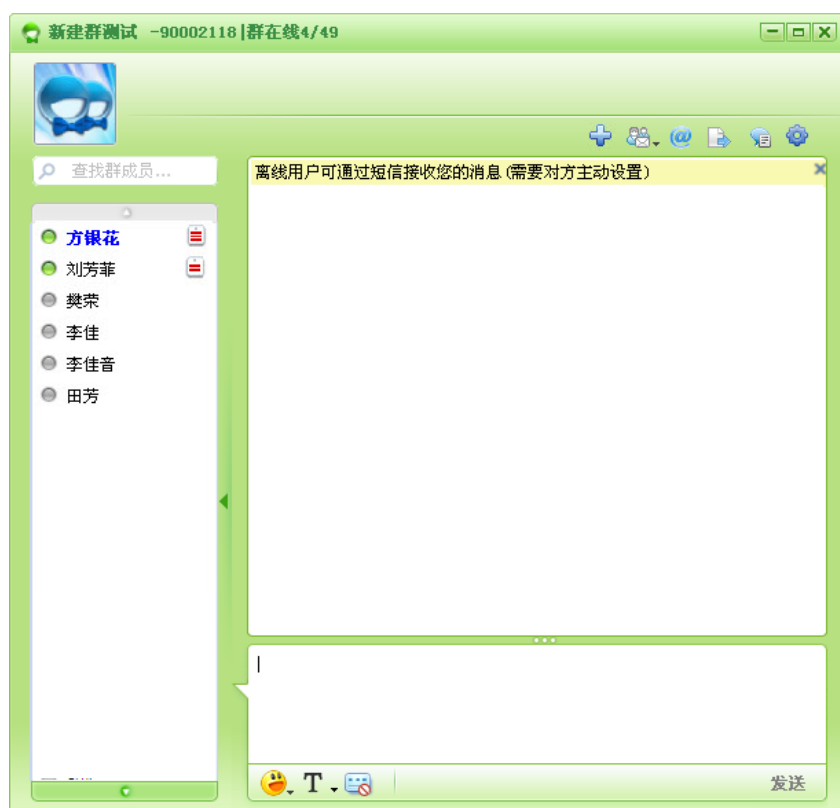 新建群测试 -90002118|群在线4/49
查找群成员...
离线用户可通过短信接收您的消息(需要对方主动设置)
方银花
刘芳菲
樊荣
李佳
李佳音
田芳
T
发送